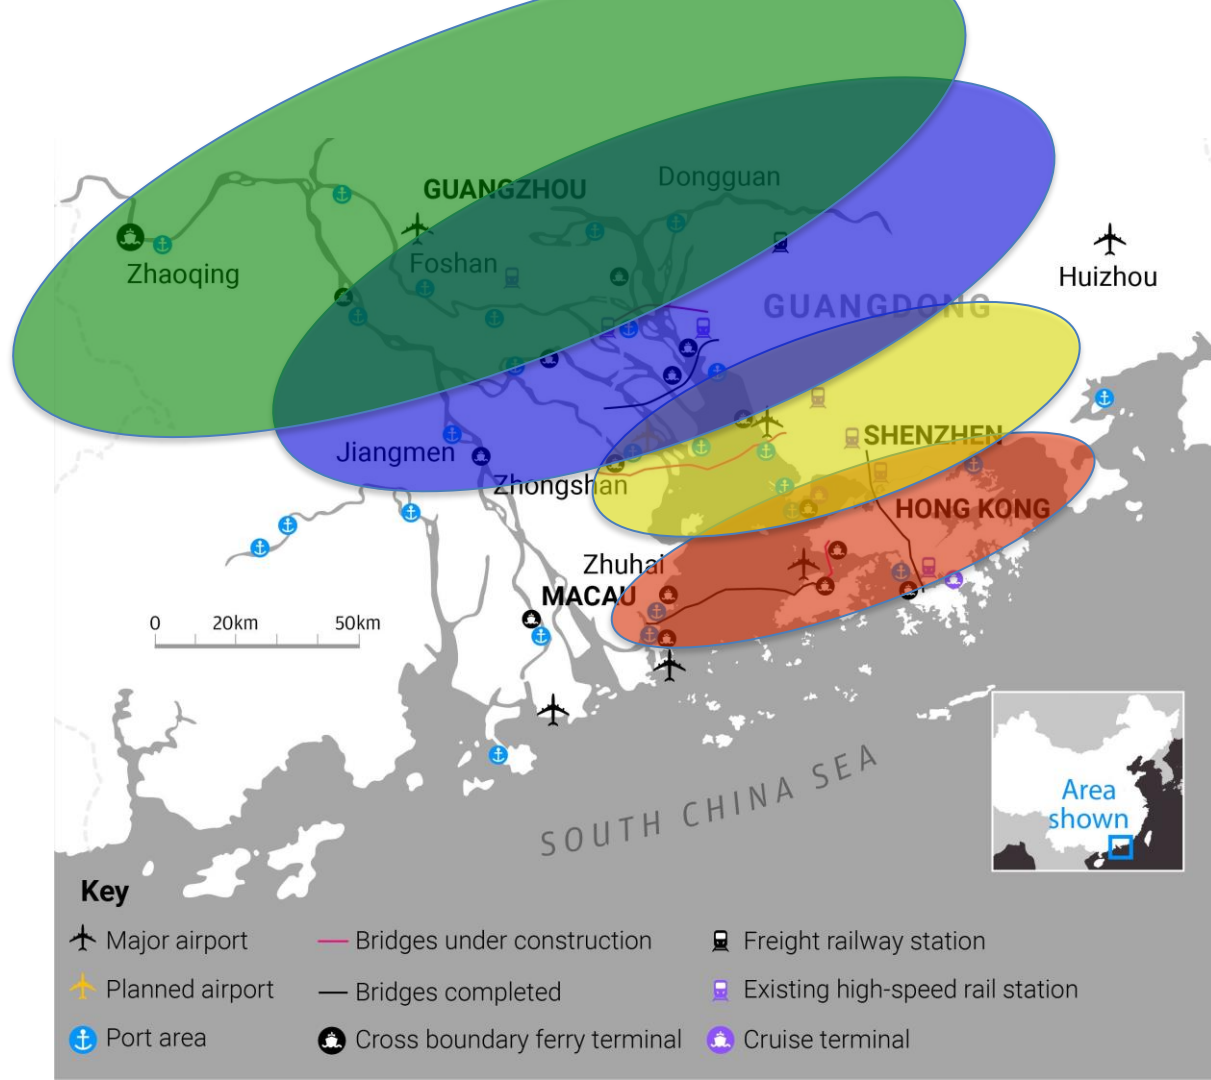 Dongguan
GUANGZHOU
Foshan
Zhaoqing
Huizhou
GUANGDONG
SHENZHEN
Jiangmen
Zhongshan
HONG KONG
Zhuhai
MACAU
0 20km 50km
SOUTH CHINA SEA
Area
shown
Key
Major airport
Bridges under construction
Freight railway station
Planned airport
Bridges completed
Existing high-speed rail station
Port area
Cross boundary ferry terminal
Cruise terminal